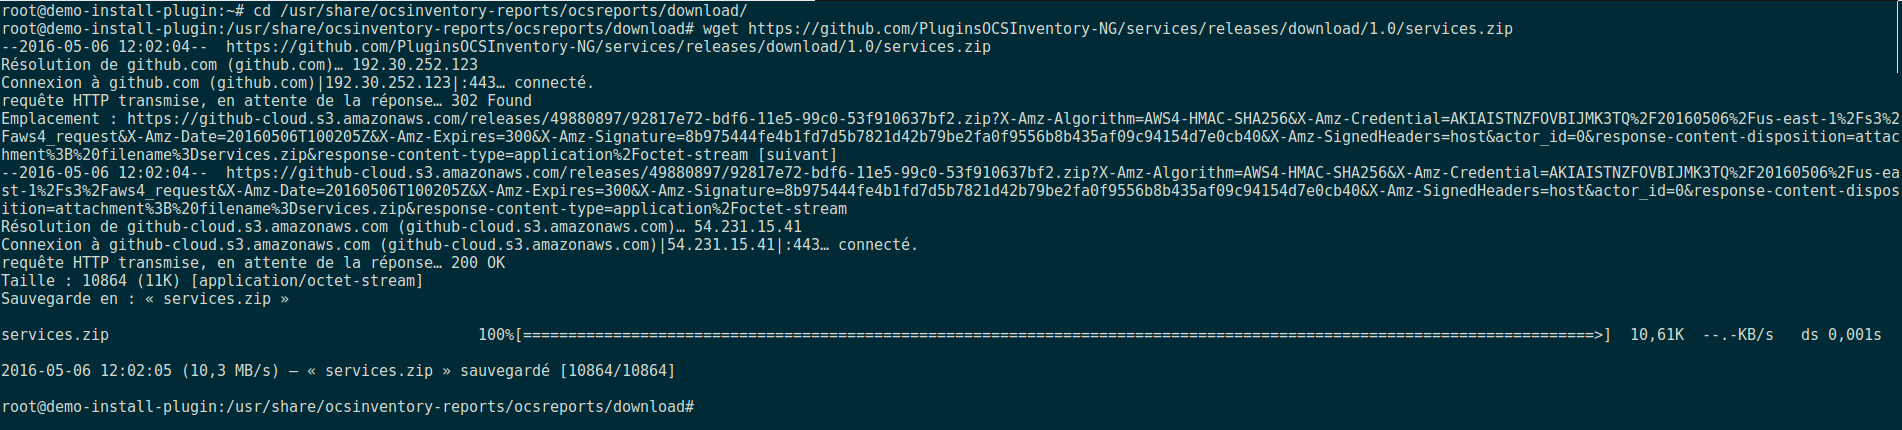 root@demo-install-plugin:~# cd /usr/share/ocsinventory-reports/ocsreports/download/
root@demo-install-plugin:/usr/share/ocsinventory-reports/ocsreports/download# wget https://github.com/PluginsOCSInventory-NG/services/releases/download/1.0/services.zip
--2016-05-06 12:02:04--  https://github.com/PluginsOCSInventory-NG/services/releases/download/1.0/services.zip
Résolution de github.com (github.com)… 192.30.252.123
Connexion à github.com (github.com)|192.30.252.123|:443… connecté.
requête HTTP transmise, en attente de la réponse… 302 Found
Emplacement : https://github-cloud.s3.amazonaws.com/releases/49880897/92817e72-bdf6-11e5-99c0-53f910637bf2.zip?X-Amz-Algorithm=AWS4-HMAC-SHA256&X-Amz-Credential=AKIAISTNZFOVBIJMK3TQ%2F20160506%2Fus-east-1%2Fs3%2
Faws4_request&X-Amz-Date=20160506T100205Z&X-Amz-Expires=300&X-Amz-Signature=8b975444fe4b1fd7d5b7821d42b79be2fa0f9556b8b435af09c94154d7e0cb40&X-Amz-SignedHeaders=host&actor_id=0&response-content-disposition=attac
hment%3B%20filename%3Dservices.zip&response-content-type=application%2Foctet-stream [suivant]
--2016-05-06 12:02:04--  https://github-cloud.s3.amazonaws.com/releases/49880897/92817e72-bdf6-11e5-99c0-53f910637bf2.zip?X-Amz-Algorithm=AWS4-HMAC-SHA256&X-Amz-Credential=AKIAISTNZFOVBIJMK3TQ%2F20160506%2Fus-ea
st-1%2Fs3%2Faws4_request&X-Amz-Date=20160506T100205Z&X-Amz-Expires=300&X-Amz-Signature=8b975444fe4b1fd7d5b7821d42b79be2fa0f9556b8b435af09c94154d7e0cb40&X-Amz-SignedHeaders=host&actor_id=0&response-content-dispos
ition=attachment%3B%20filename%3Dservices.zip&response-content-type=application%2Foctet-stream
Résolution de github-cloud.s3.amazonaws.com (github-cloud.s3.amazonaws.com)… 54.231.15.41
Connexion à github-cloud.s3.amazonaws.com (github-cloud.s3.amazonaws.com)|54.231.15.41|:443… connecté.
requête HTTP transmise, en attente de la réponse… 200 OK
Taille : 10864 (11K) [application/octet-stream]
Sauvegarde en : « services.zip »
services.zip 100%[=======================================================================================================================>] 10,61K --.-KB/s ds 0,001s
2016-05-06 12:02:05 (10,3 MB/s) — « services.zip » sauvegardé [10864/10864]
root@demo-install-plugin:/usr/share/ocsinventory-reports/ocsreports/download#